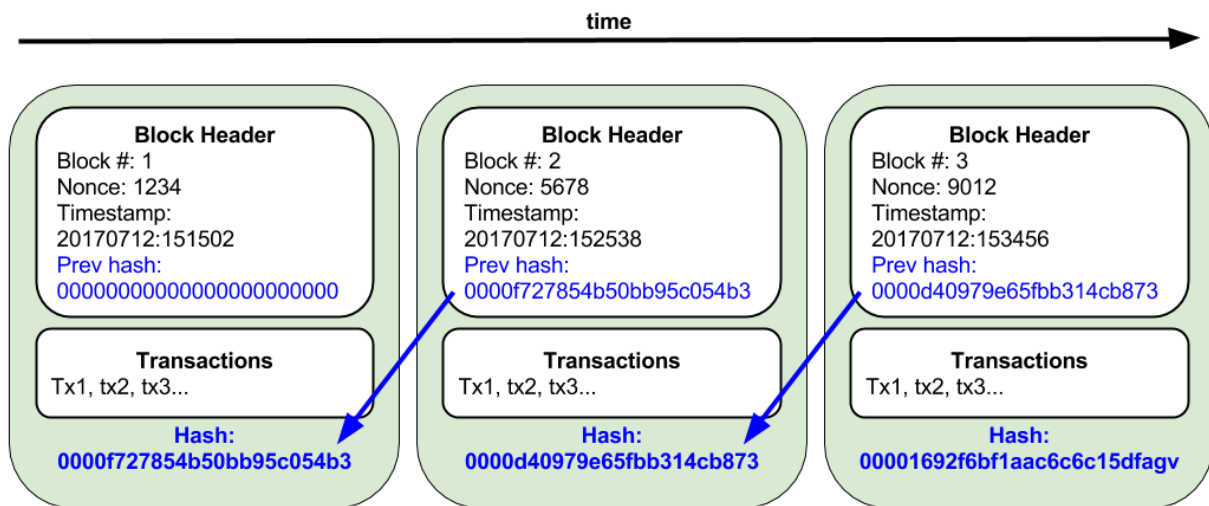 time
Block Header
Block #: 1
Nonce: 1234
Timestamp:
20170712:151502
Prev hash:
00000000000000000000000
Transactions
Tx1, tx2, tx3...
Hash:
0000f727854b50bb95c054b3
Block Header
Block #: 2
Nonce: 5678
Timestamp:
20170712:152538
Prev hash:
0000f727854b50bb95c054b3
Transactions
Tx1, tx2, tx3...
Hash:
0000d40979e65fbb314cb873
Block Header
Block #: 3
Nonce: 9012
Timestamp:
20170712:153456
Prev hash:
0000d40979e65fbb314cb873
Transactions
Tx1, tx2, tx3...
Hash:
00001692f6bf1aac6c6c15dfagv